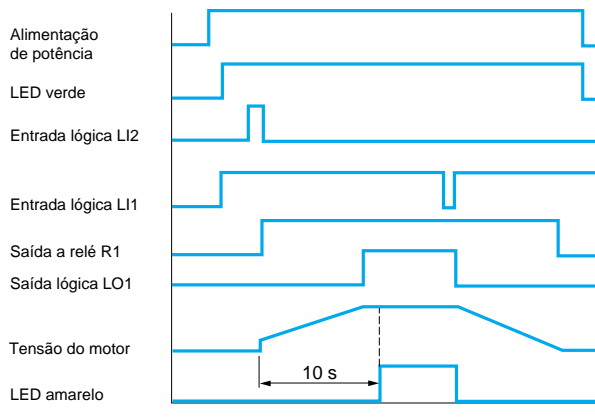 Alimentação
de potência
LED verde
Entrada lógica LI2
Entrada lógica LI1
Saída a relé R1
Saída lógica LO1
Tensão do motor
10 s
LED amarelo